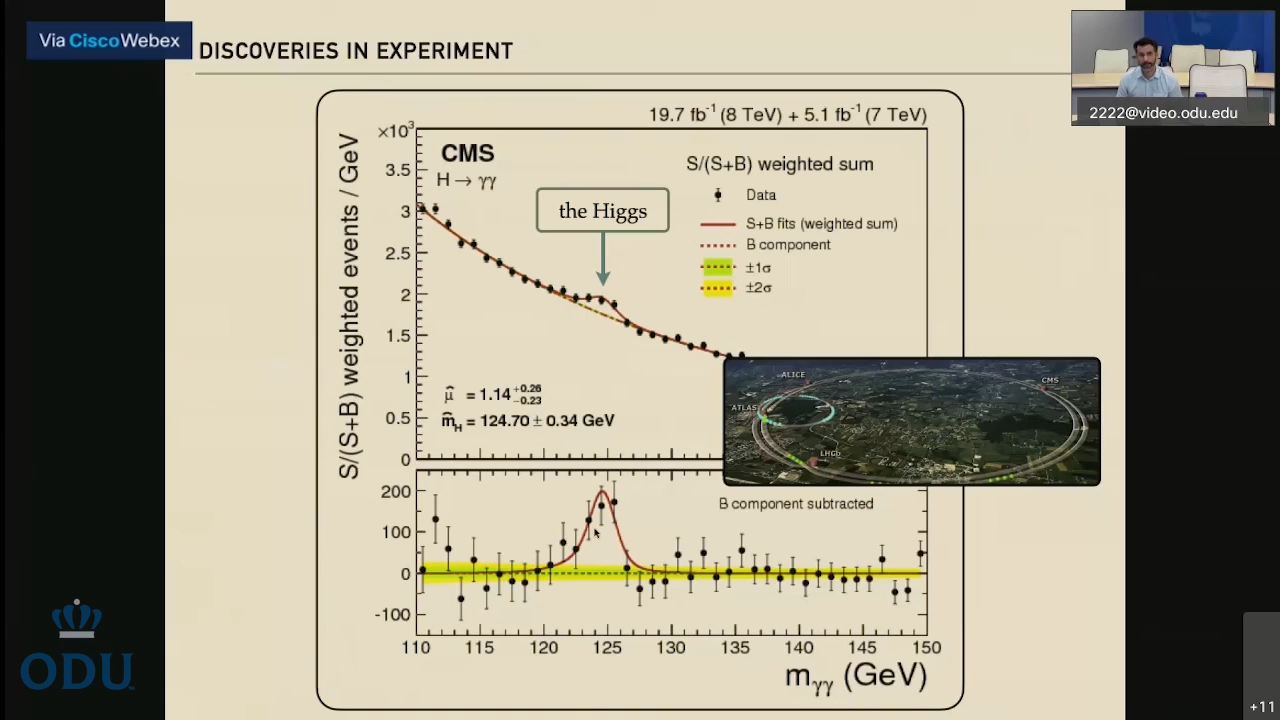 Via Cisco Webex
DISCOVERIES IN EXPERIMENT
2222@video.odu.edu
19.7 fb⁻¹ (8 TeV) + 5.1 fb⁻¹ (7 TeV)
×10³
CMS
H → γγ
the Higgs
S/(S+B) weighted sum
Data
S+B fits (weighted sum)
B component
±1σ
±2σ
S/(S+B) weighted events / GeV
3.5
3
2.5
2
1.5
1
0.5
0
μ̂ = 1.14 +0.26 −0.23
m̂H = 124.70 ± 0.34 GeV
ALICE
CMS
ATLAS
LHCb
B component subtracted
200
100
0
-100
110 115 120 125 130 135 140 145 150
mγγ (GeV)
ODU
+11